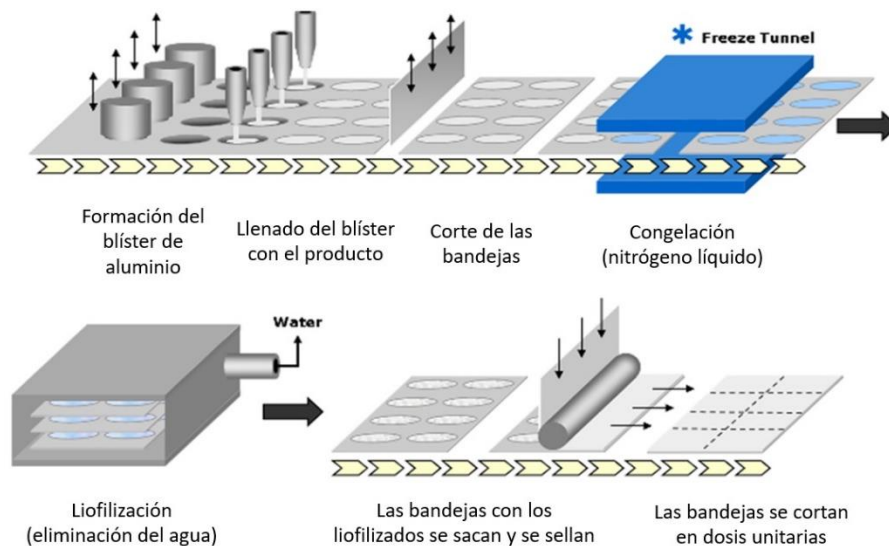 * Freeze Tunnel
Formación del
blíster de
aluminio
Llenado del blíster
con el producto
Corte de las
bandejas
Congelación
(nitrógeno líquido)
Water
Liofilización
(eliminación del agua)
Las bandejas con los
liofilizados se sacan y se sellan
Las bandejas se cortan
en dosis unitarias